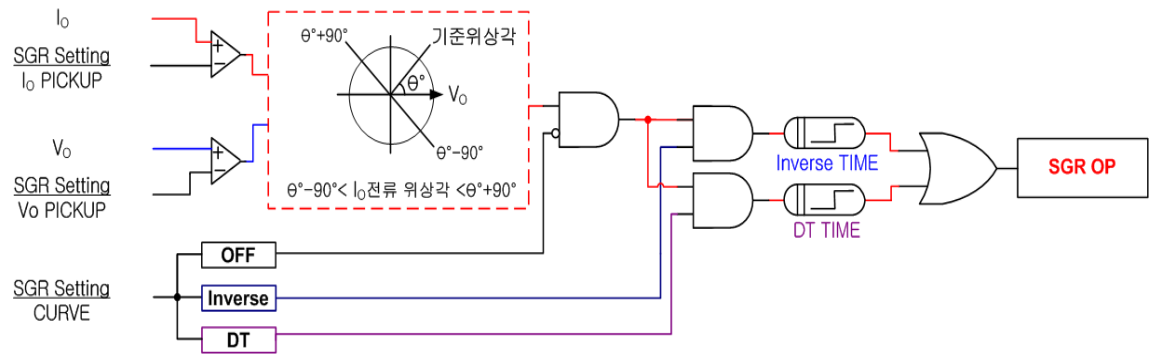 I₀
SGR Setting
I₀ PICKUP
V₀
SGR Setting
Vo PICKUP
SGR Setting
CURVE
θ°+90°
기준위상각
θ°
V₀
θ°-90°
θ°-90°< I₀전류 위상각 <θ°+90°
+
-
+
-
OFF
Inverse
DT
Inverse TIME
DT TIME
SGR OP